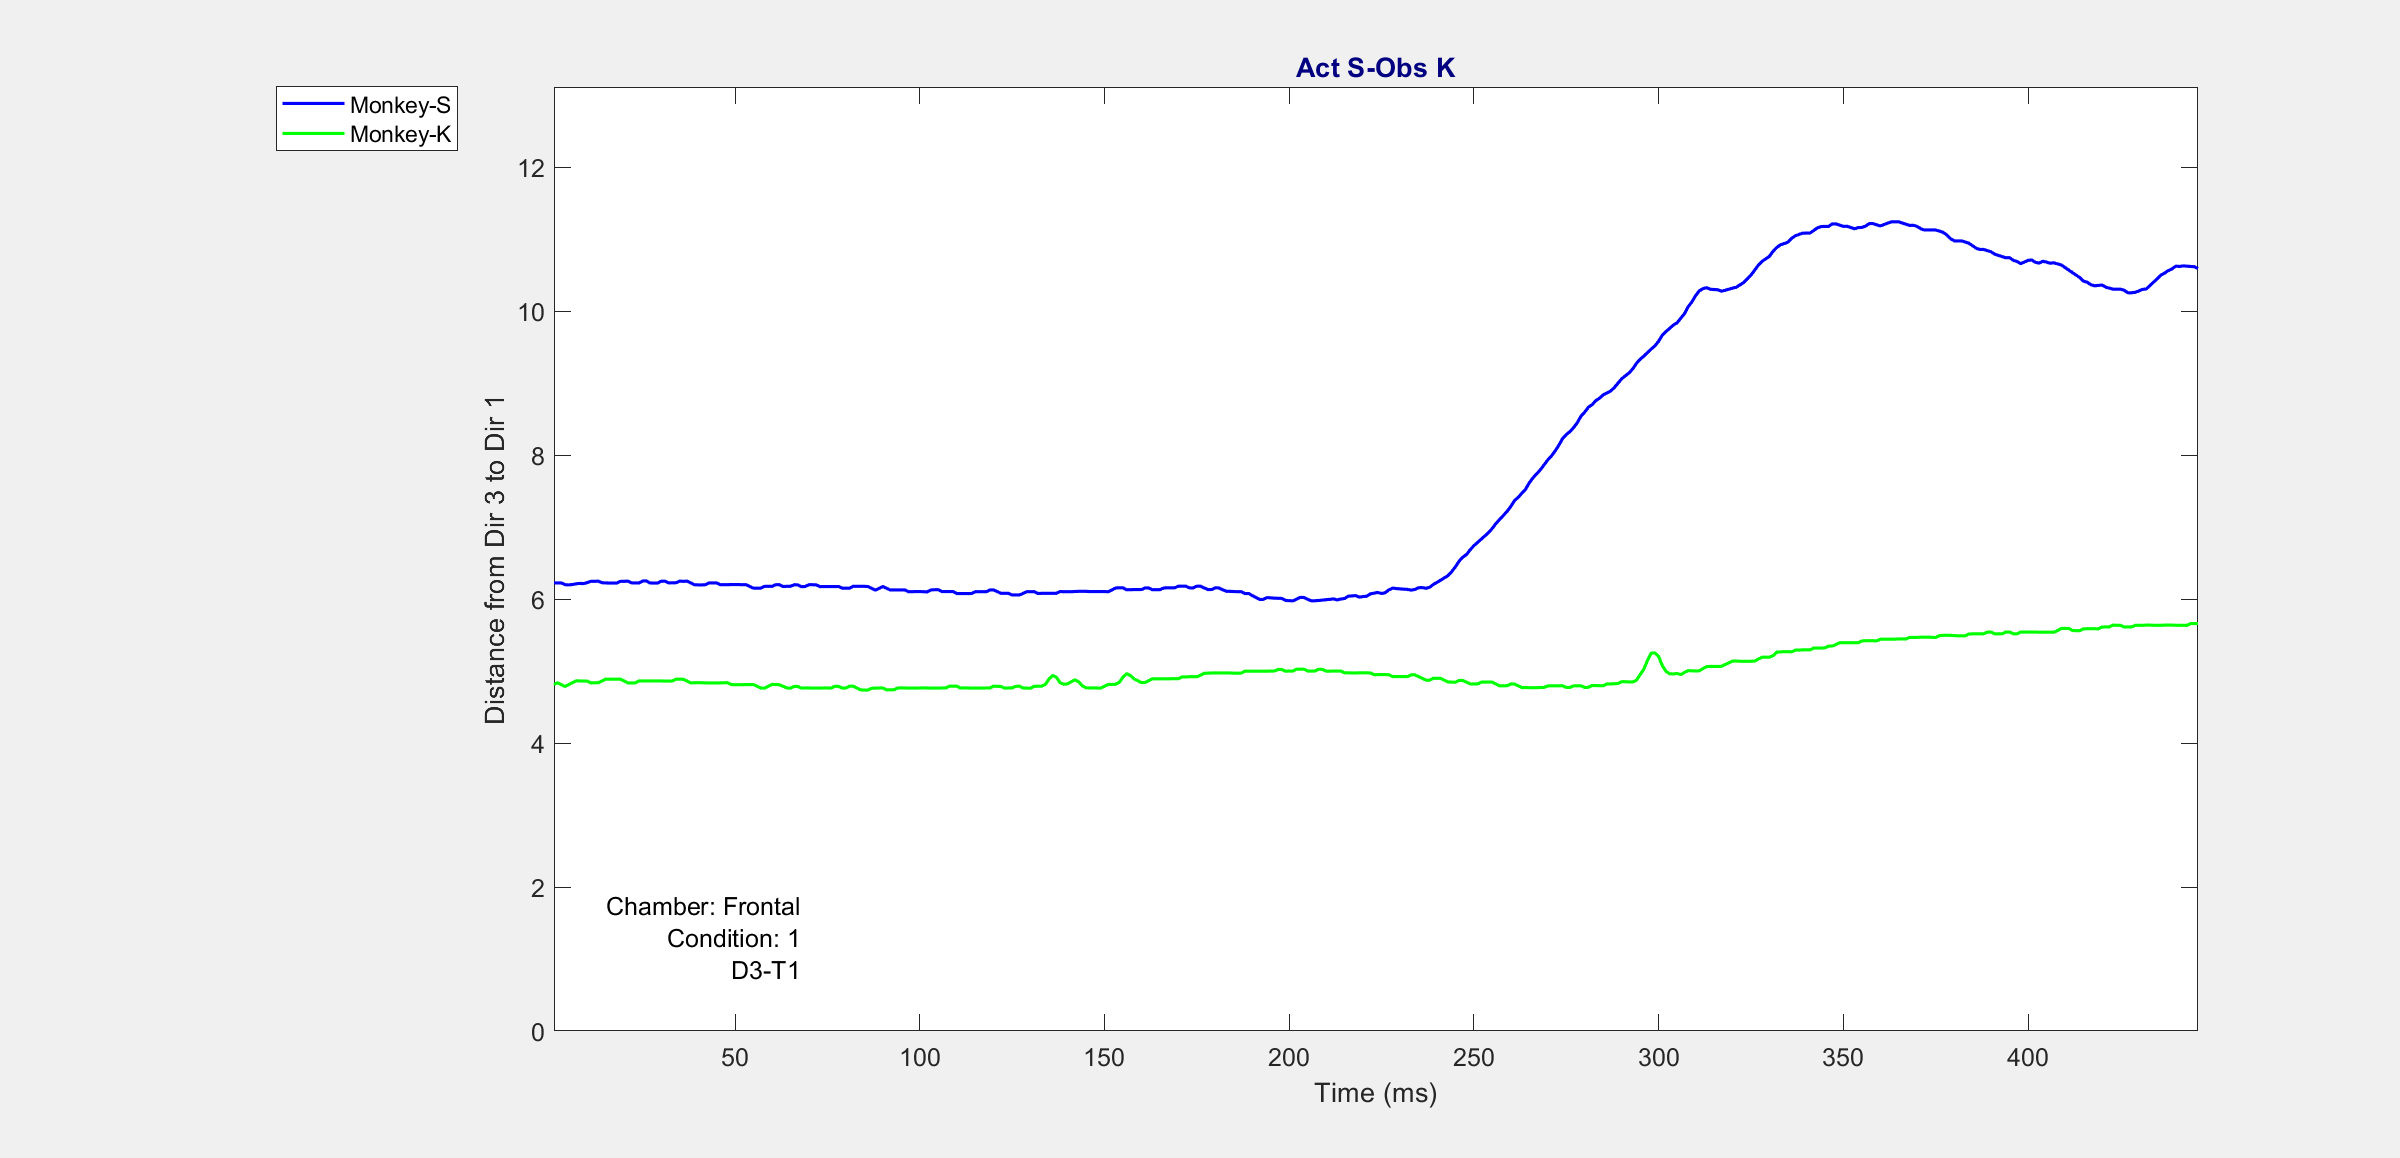 Act S-Obs K
Monkey-S
Monkey-K
Distance from Dir 3 to Dir 1
12
10
8
6
4
2
0
Chamber: Frontal
Condition: 1
D3-T1
50 100 150 200 250 300 350 400
Time (ms)